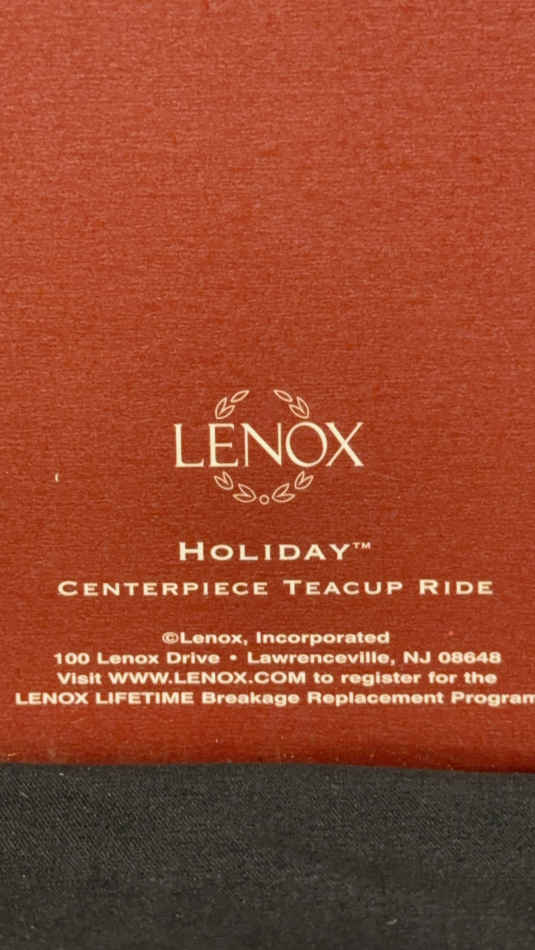 LENOX
HOLIDAY™
CENTERPIECE TEACUP RIDE
©Lenox, Incorporated
100 Lenox Drive • Lawrenceville, NJ 08648
Visit WWW.LENOX.COM to register for the
LENOX LIFETIME Breakage Replacement Program